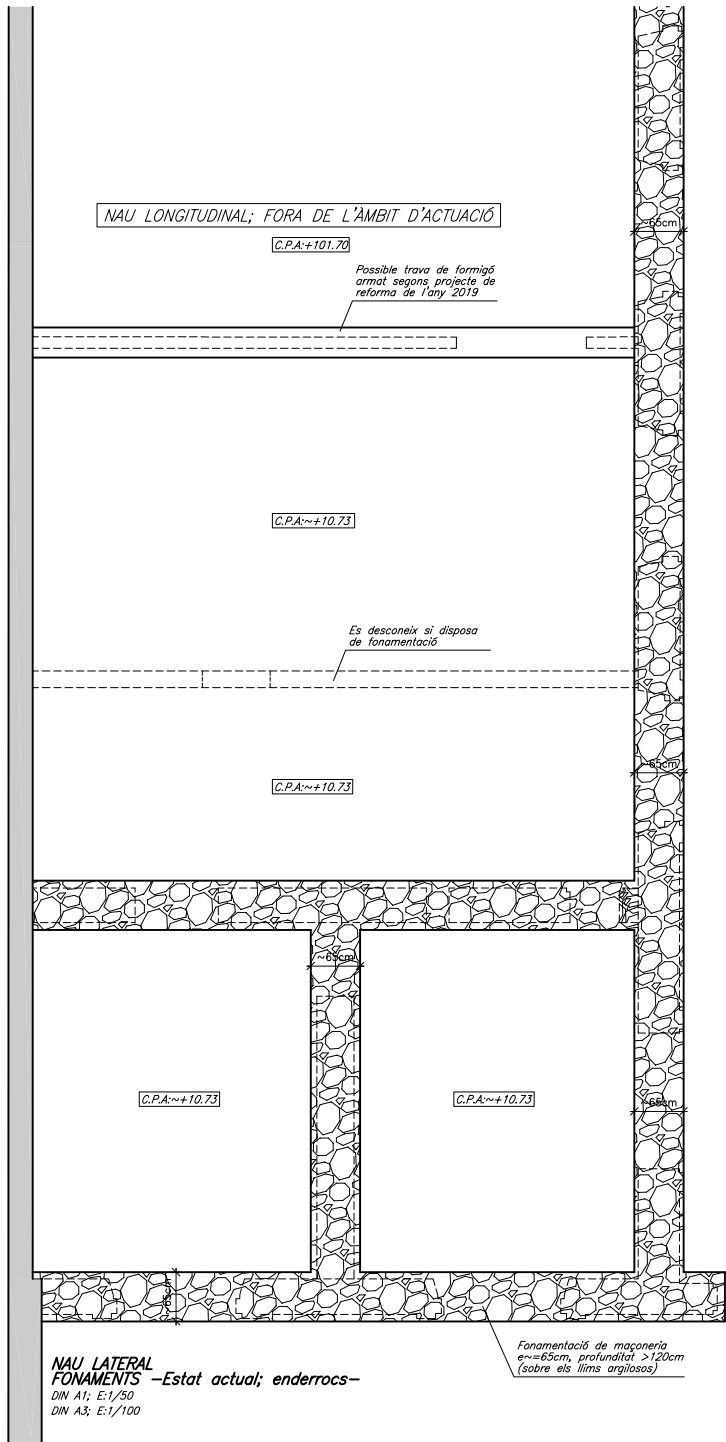 ~65cm
NAU LONGITUDINAL; FORA DE L'ÀMBIT D'ACTUACIÓ
C.P.A:+101.70
Possible trava de formigó
armat segons projecte de
reforma de l'any 2019
C.P.A:~+10.73
Es desconeix si disposa
de fonamentació
~65cm
C.P.A:~+10.73
~65cm
C.P.A:~+10.73
C.P.A:~+10.73
~65cm
~65cm
Fonamentació de maçoneria
e~=65cm, profunditat >120cm
(sobre els llims argilosos)
NAU LATERAL
FONAMENTS -Estat actual; enderrocs-
DIN A1; E:1/50
DIN A3; E:1/100